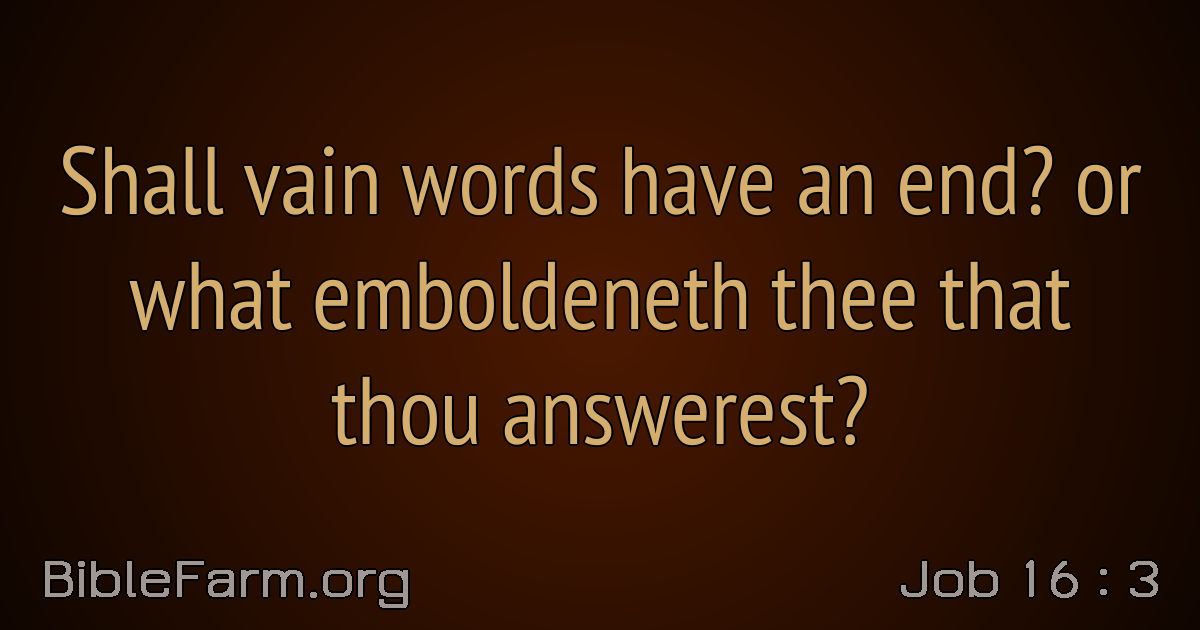 Shall vain words have an end? or
what emboldeneth thee that
thou answerest?
BibleFarm.org
Job 16 : 3